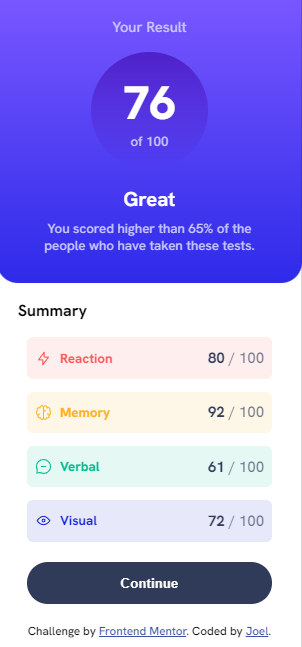 Your Result
76
of 100
Great
You scored higher than 65% of the
people who have taken these tests.
Summary
Reaction 80 / 100
Memory 92 / 100
Verbal 61 / 100
Visual 72 / 100
Continue
Challenge by Frontend Mentor. Coded by Joel.